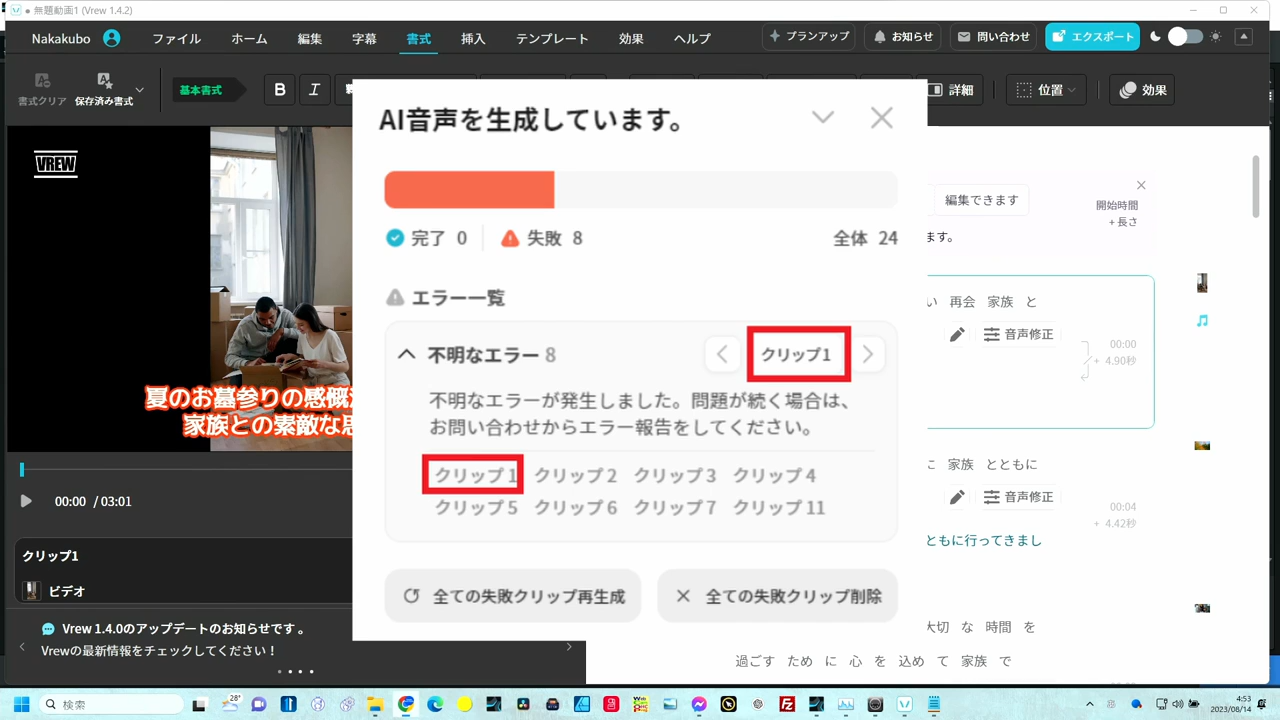 無題動画1 (Vrew 1.4.2)
Nakakubo ファイル ホーム 編集 字幕 書式 挿入 テンプレート 効果 ヘルプ プランアップ お知らせ 問い合わせ エクスポート
書式クリア 保存済み書式 基本書式 B I 詳細 位置 効果
VREW
夏のお墓参りの感慨
家族との素敵な思
00:00 / 03:01
クリップ1
ビデオ
Vrew 1.4.0のアップデートのお知らせです。
Vrewの最新情報をチェックしてください！
AI音声を生成しています。
完了 0 失敗 8 全体 24
エラー一覧
不明なエラー 8 クリップ1
不明なエラーが発生しました。問題が続く場合は、
お問い合わせからエラー報告をしてください。
クリップ 1 クリップ 2 クリップ 3 クリップ 4
クリップ 5 クリップ 6 クリップ 7 クリップ 11
全ての失敗クリップ再生成 全ての失敗クリップ削除
編集できます
開始時間
+ 長さ
ます。
い 再会 家族 と
音声修正
00:00
+ 4.90秒
に 家族 とともに
音声修正
00:04
+ 4.42秒
ともに行ってきまし
大切 な 時間 を
過ごす ため に 心 を 込め て 家族 で
検索
28°
4:53
2023/08/14